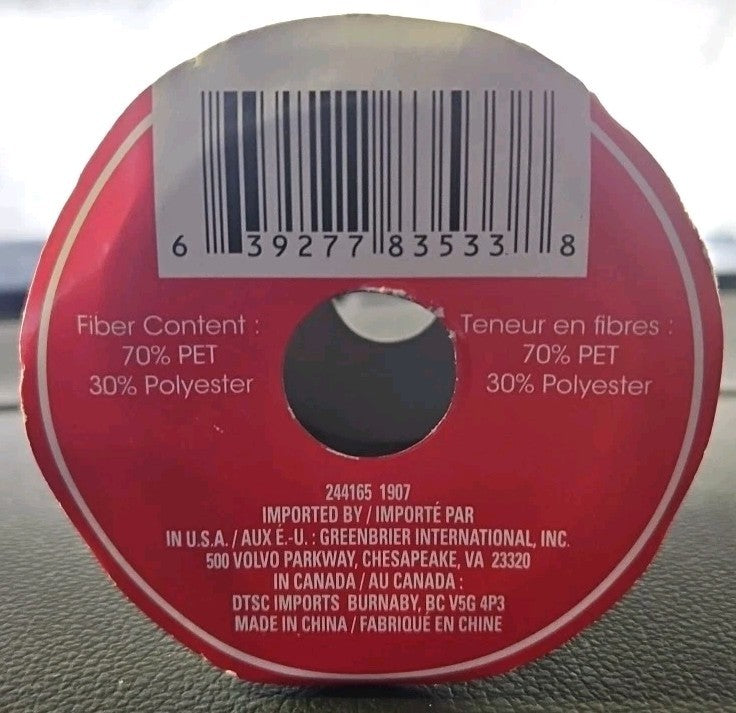 6 39277 83533 8
Fiber Content :
70% PET
30% Polyester
Teneur en fibres :
70% PET
30% Polyester
244165 1907
IMPORTED BY / IMPORTÉ PAR
IN U.S.A. / AUX É.-U. : GREENBRIER INTERNATIONAL, INC.
500 VOLVO PARKWAY, CHESAPEAKE, VA 23320
IN CANADA / AU CANADA :
DTSC IMPORTS BURNABY, BC V5G 4P3
MADE IN CHINA / FABRIQUÉ EN CHINE